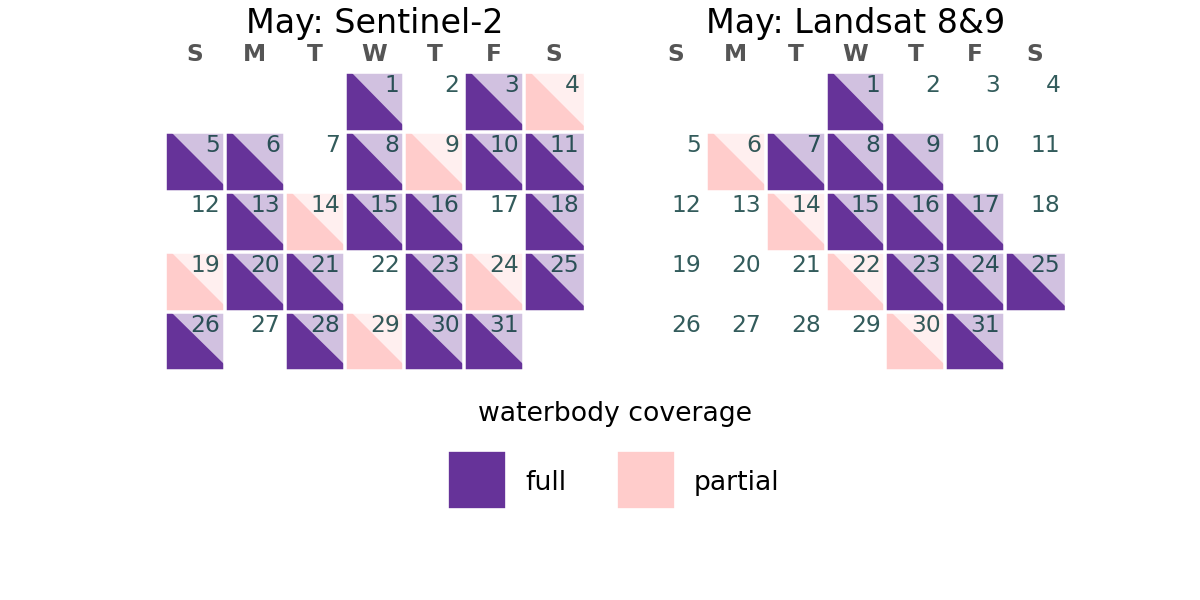 May: Sentinel-2
S M T W T F S
1 2 3 4
5 6 7 8 9 10 11
12 13 14 15 16 17 18
19 20 21 22 23 24 25
26 27 28 29 30 31
May: Landsat 8&9
S M T W T F S
1 2 3 4
5 6 7 8 9 10 11
12 13 14 15 16 17 18
19 20 21 22 23 24 25
26 27 28 29 30 31
waterbody coverage
full
partial